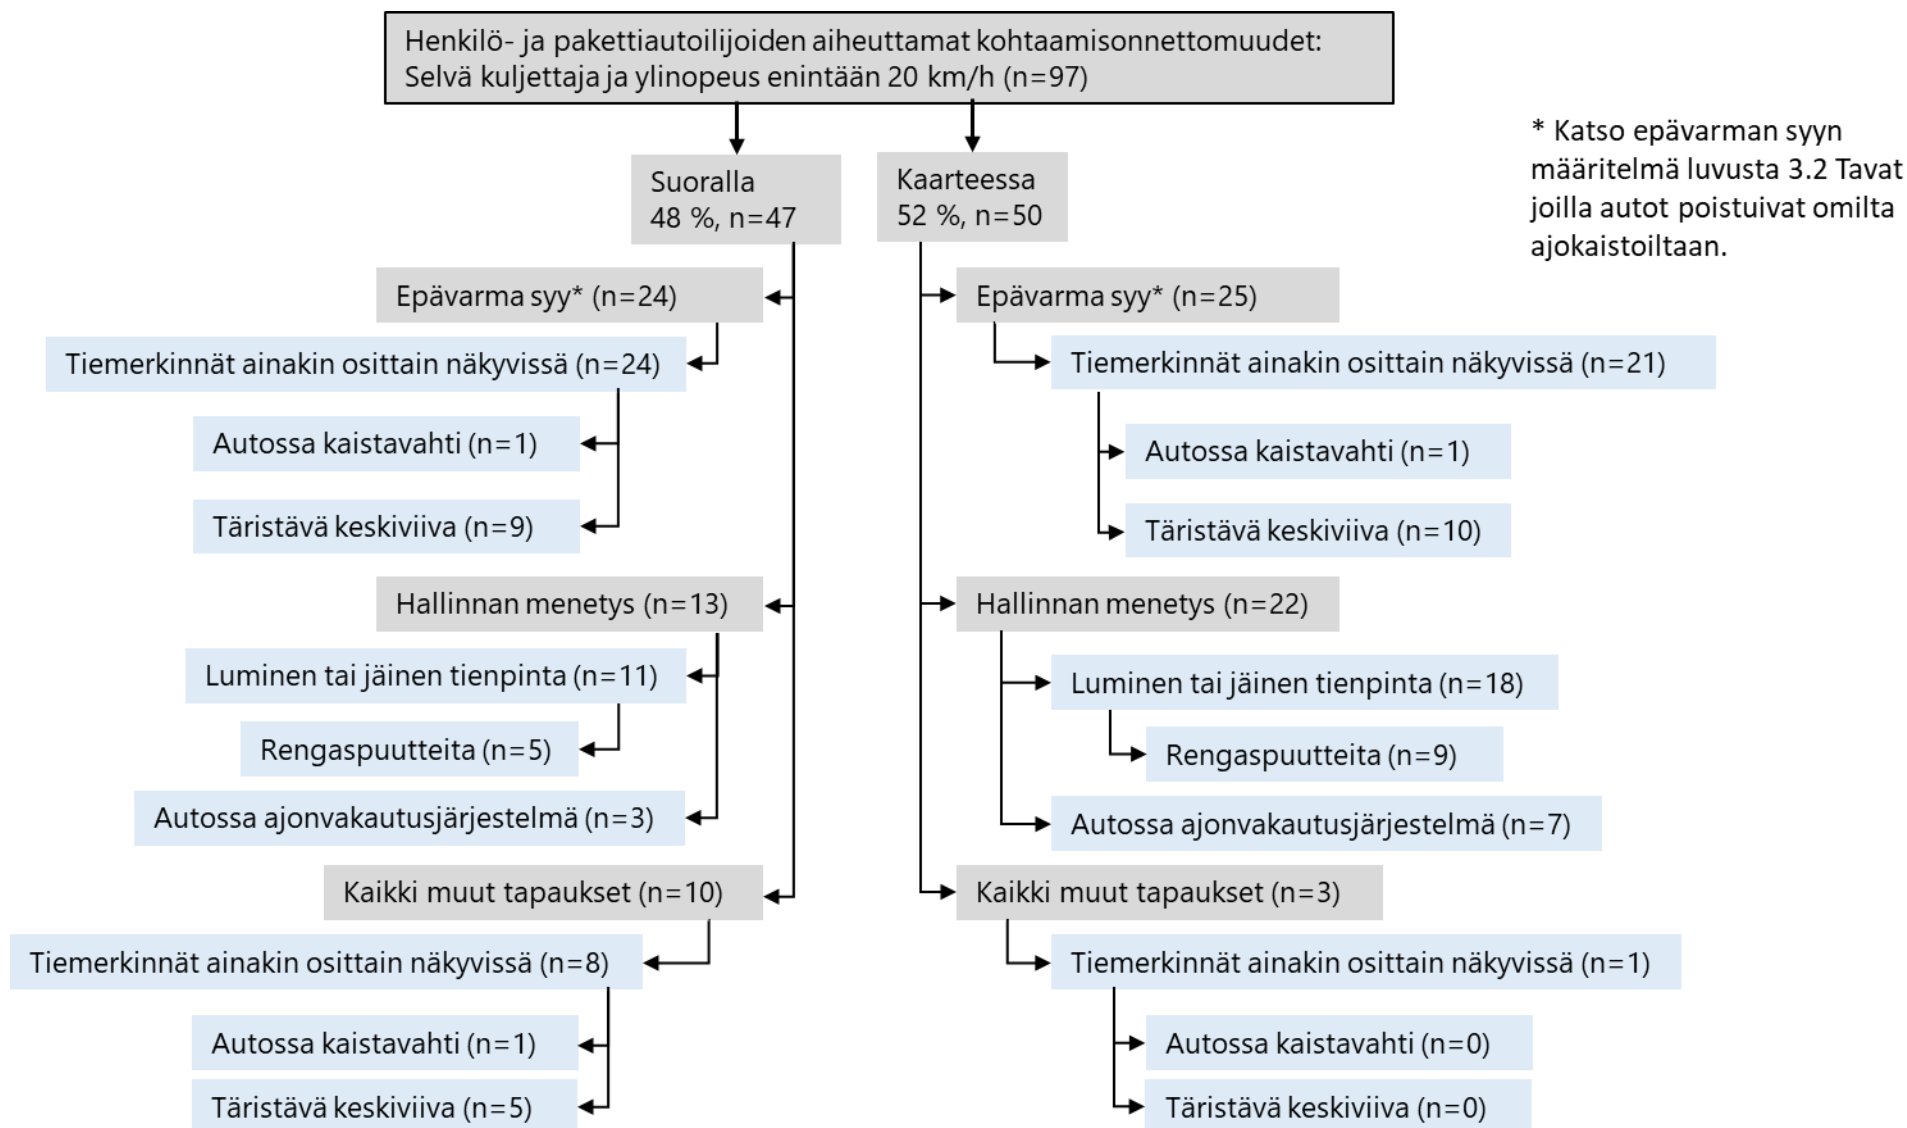 Henkilö- ja pakettiautoilijoiden aiheuttamat kohtaamisonnettomuudet:
Selvä kuljettaja ja ylinopeus enintään 20 km/h (n=97)
* Katso epävarman syyn
määritelmä luvusta 3.2 Tavat
joilla autot poistuivat omilta
ajokaistoiltaan.
Suoralla
48 %, n=47
Epävarma syy* (n=24)
Tiemerkinnät ainakin osittain näkyvissä (n=24)
Autossa kaistavahti (n=1)
Täristävä keskiviiva (n=9)
Hallinnan menetys (n=13)
Luminen tai jäinen tienpinta (n=11)
Rengaspuutteita (n=5)
Autossa ajonvakautusjärjestelmä (n=3)
Kaikki muut tapaukset (n=10)
Tiemerkinnät ainakin osittain näkyvissä (n=8)
Autossa kaistavahti (n=1)
Täristävä keskiviiva (n=5)
Kaarteessa
52 %, n=50
Epävarma syy* (n=25)
Tiemerkinnät ainakin osittain näkyvissä (n=21)
Autossa kaistavahti (n=1)
Täristävä keskiviiva (n=10)
Hallinnan menetys (n=22)
Luminen tai jäinen tienpinta (n=18)
Rengaspuutteita (n=9)
Autossa ajonvakautusjärjestelmä (n=7)
Kaikki muut tapaukset (n=3)
Tiemerkinnät ainakin osittain näkyvissä (n=1)
Autossa kaistavahti (n=0)
Täristävä keskiviiva (n=0)